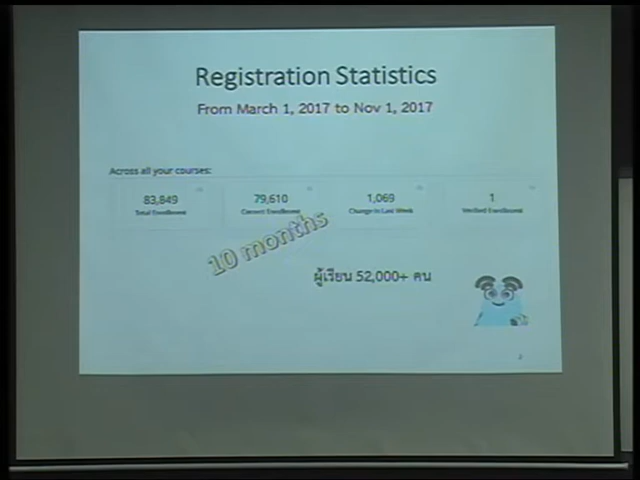 Registration Statistics
From March 1, 2017 to Nov 1, 2017
Across all your courses:
83,849 79,610 1,069 1
Total Enrollment Current Enrollment Change in Last Week Verified Enrollment
10 months
ผู้เรียน 52,000+ คน